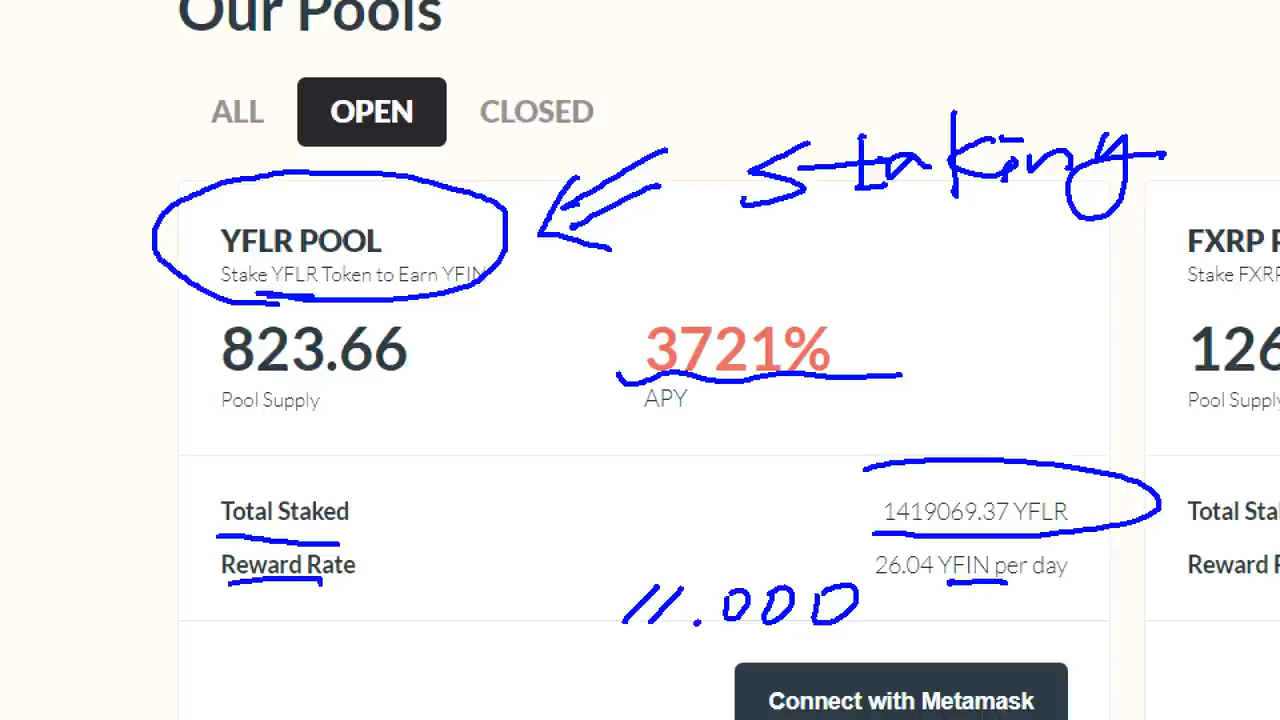 Our Pools
ALL OPEN CLOSED
staking
YFLR POOL
Stake YFLR Token to Earn YFIN
823.66
Pool Supply
3721%
APY
Total Staked 1419069.37 YFLR
Reward Rate 26.04 YFIN per day
11.000
Connect with Metamask
FXRP
Stake FXRP
126
Pool Supply
Total
Reward